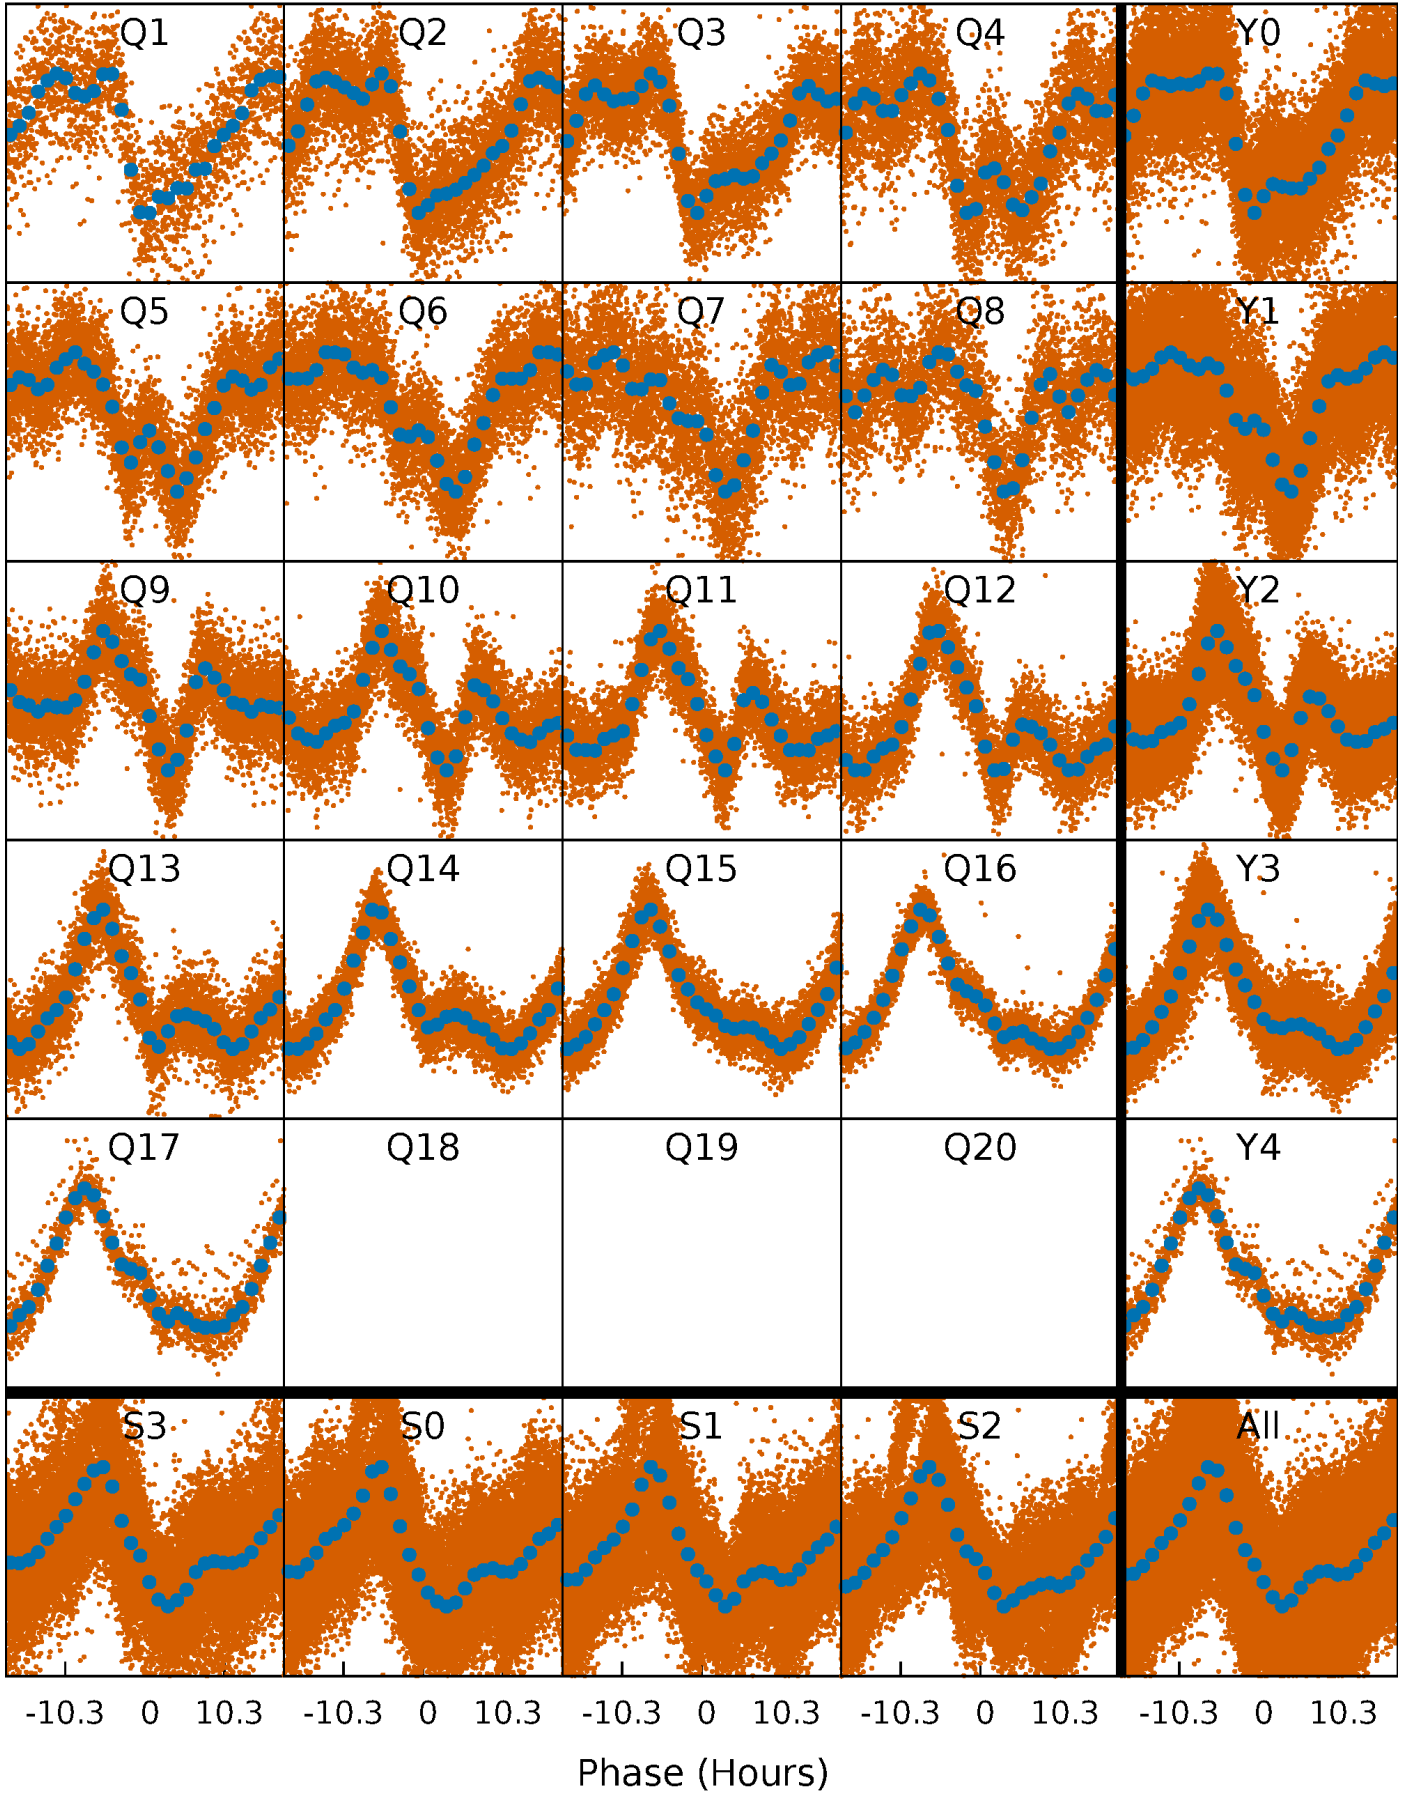 Q1 Q2 Q3 Q4 Y0
Q5 Q6 Q7 Q8 Y1
Q9 Q10 Q11 Q12 Y2
Q13 Q14 Q15 Q16 Y3
Q17 Q18 Q19 Q20 Y4
S3 S0 S1 S2 All
-10.3 0 10.3 -10.3 0 10.3 -10.3 0 10.3 -10.3 0 10.3 -10.3 0 10.3
Phase (Hours)